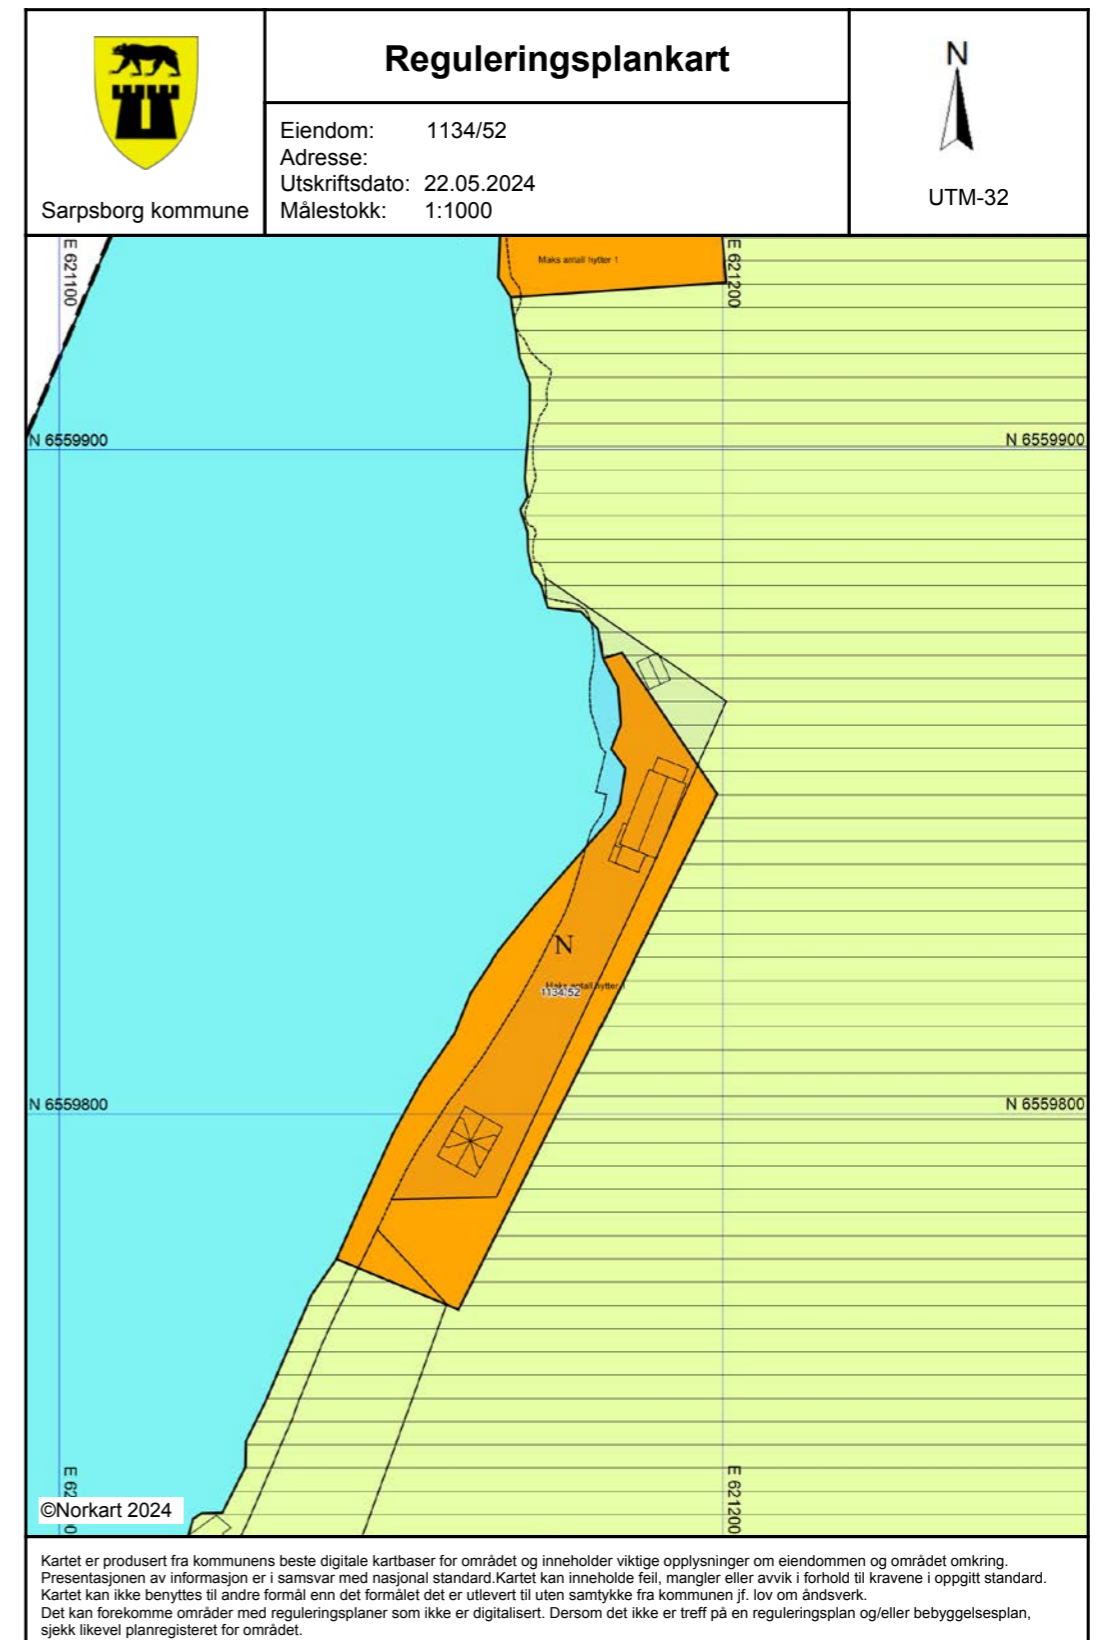 Reguleringsplankart
N
Eiendom: 1134/52
Adresse:
Utskriftsdato: 22.05.2024
Målestokk: 1:1000
Sarpsborg kommune
UTM-32
E 621100
E 621200
Maks antall hytter 1
N 6559900
N 6559900
N
Maks antall hytter 1
1134/52
N 6559800
N 6559800
E 621200
©Norkart 2024
Kartet er produsert fra kommunens beste digitale kartbaser for området og inneholder viktige opplysninger om eiendommen og området omkring.
Presentasjonen av informasjon er i samsvar med nasjonal standard.Kartet kan inneholde feil, mangler eller avvik i forhold til kravene i oppgitt standard.
Kartet kan ikke benyttes til andre formål enn det formålet det er utlevert til uten samtykke fra kommunen jf. lov om åndsverk.
Det kan forekomme områder med reguleringsplaner som ikke er digitalisert. Dersom det ikke er treff på en reguleringsplan og/eller bebyggelsesplan,
sjekk likevel planregisteret for området.